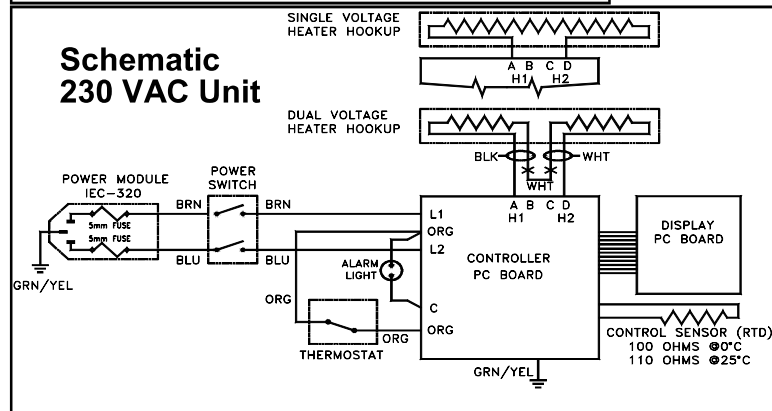 SINGLE VOLTAGE
HEATER HOOKUP
Schematic
230 VAC Unit
A B C D
H1 H2
DUAL VOLTAGE
HEATER HOOKUP
BLK
WHT
WHT
POWER MODULE
IEC-320
POWER
SWITCH
BRN
BRN
5mm FUSE
5mm FUSE
BLU
BLU
GRN/YEL
A B C D
H1 H2
L1
ORG
L2
ALARM
LIGHT
CONTROLLER
PC BOARD
DISPLAY
PC BOARD
ORG
C
ORG
ORG
THERMOSTAT
GRN/YEL
CONTROL SENSOR (RTD)
100 OHMS @0°C
110 OHMS @25°C